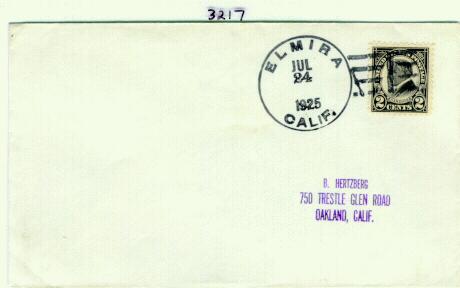 3217
ELMIRA
JUL
24
1925
CALIF.
2 CENTS 2
B. HERTZBERG
750 TRESTLE GLEN ROAD
OAKLAND, CALIF.